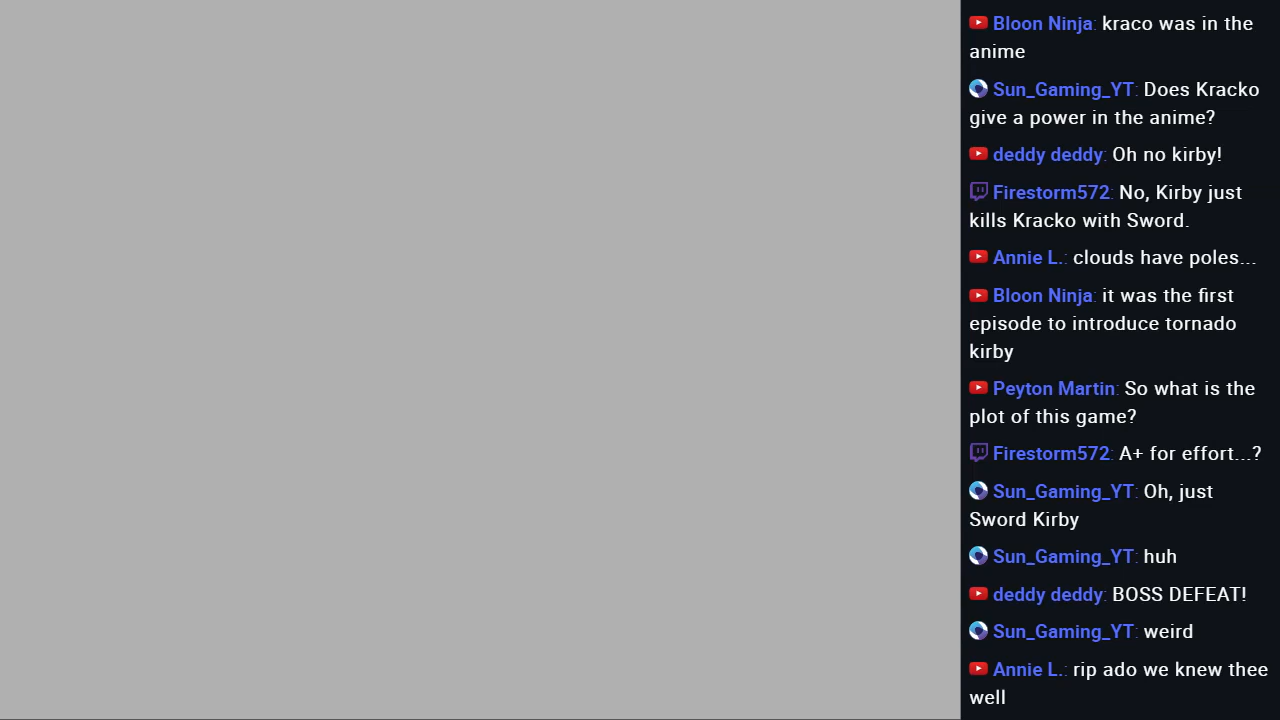 Bloon Ninja: kraco was in the
anime
Sun_Gaming_YT: Does Kracko
give a power in the anime?
deddy deddy: Oh no kirby!
Firestorm572: No, Kirby just
kills Kracko with Sword.
Annie L.: clouds have poles...
Bloon Ninja: it was the first
episode to introduce tornado
kirby
Peyton Martin: So what is the
plot of this game?
Firestorm572: A+ for effort...?
Sun_Gaming_YT: Oh, just
Sword Kirby
Sun_Gaming_YT: huh
deddy deddy: BOSS DEFEAT!
Sun_Gaming_YT: weird
Annie L.: rip ado we knew thee
well